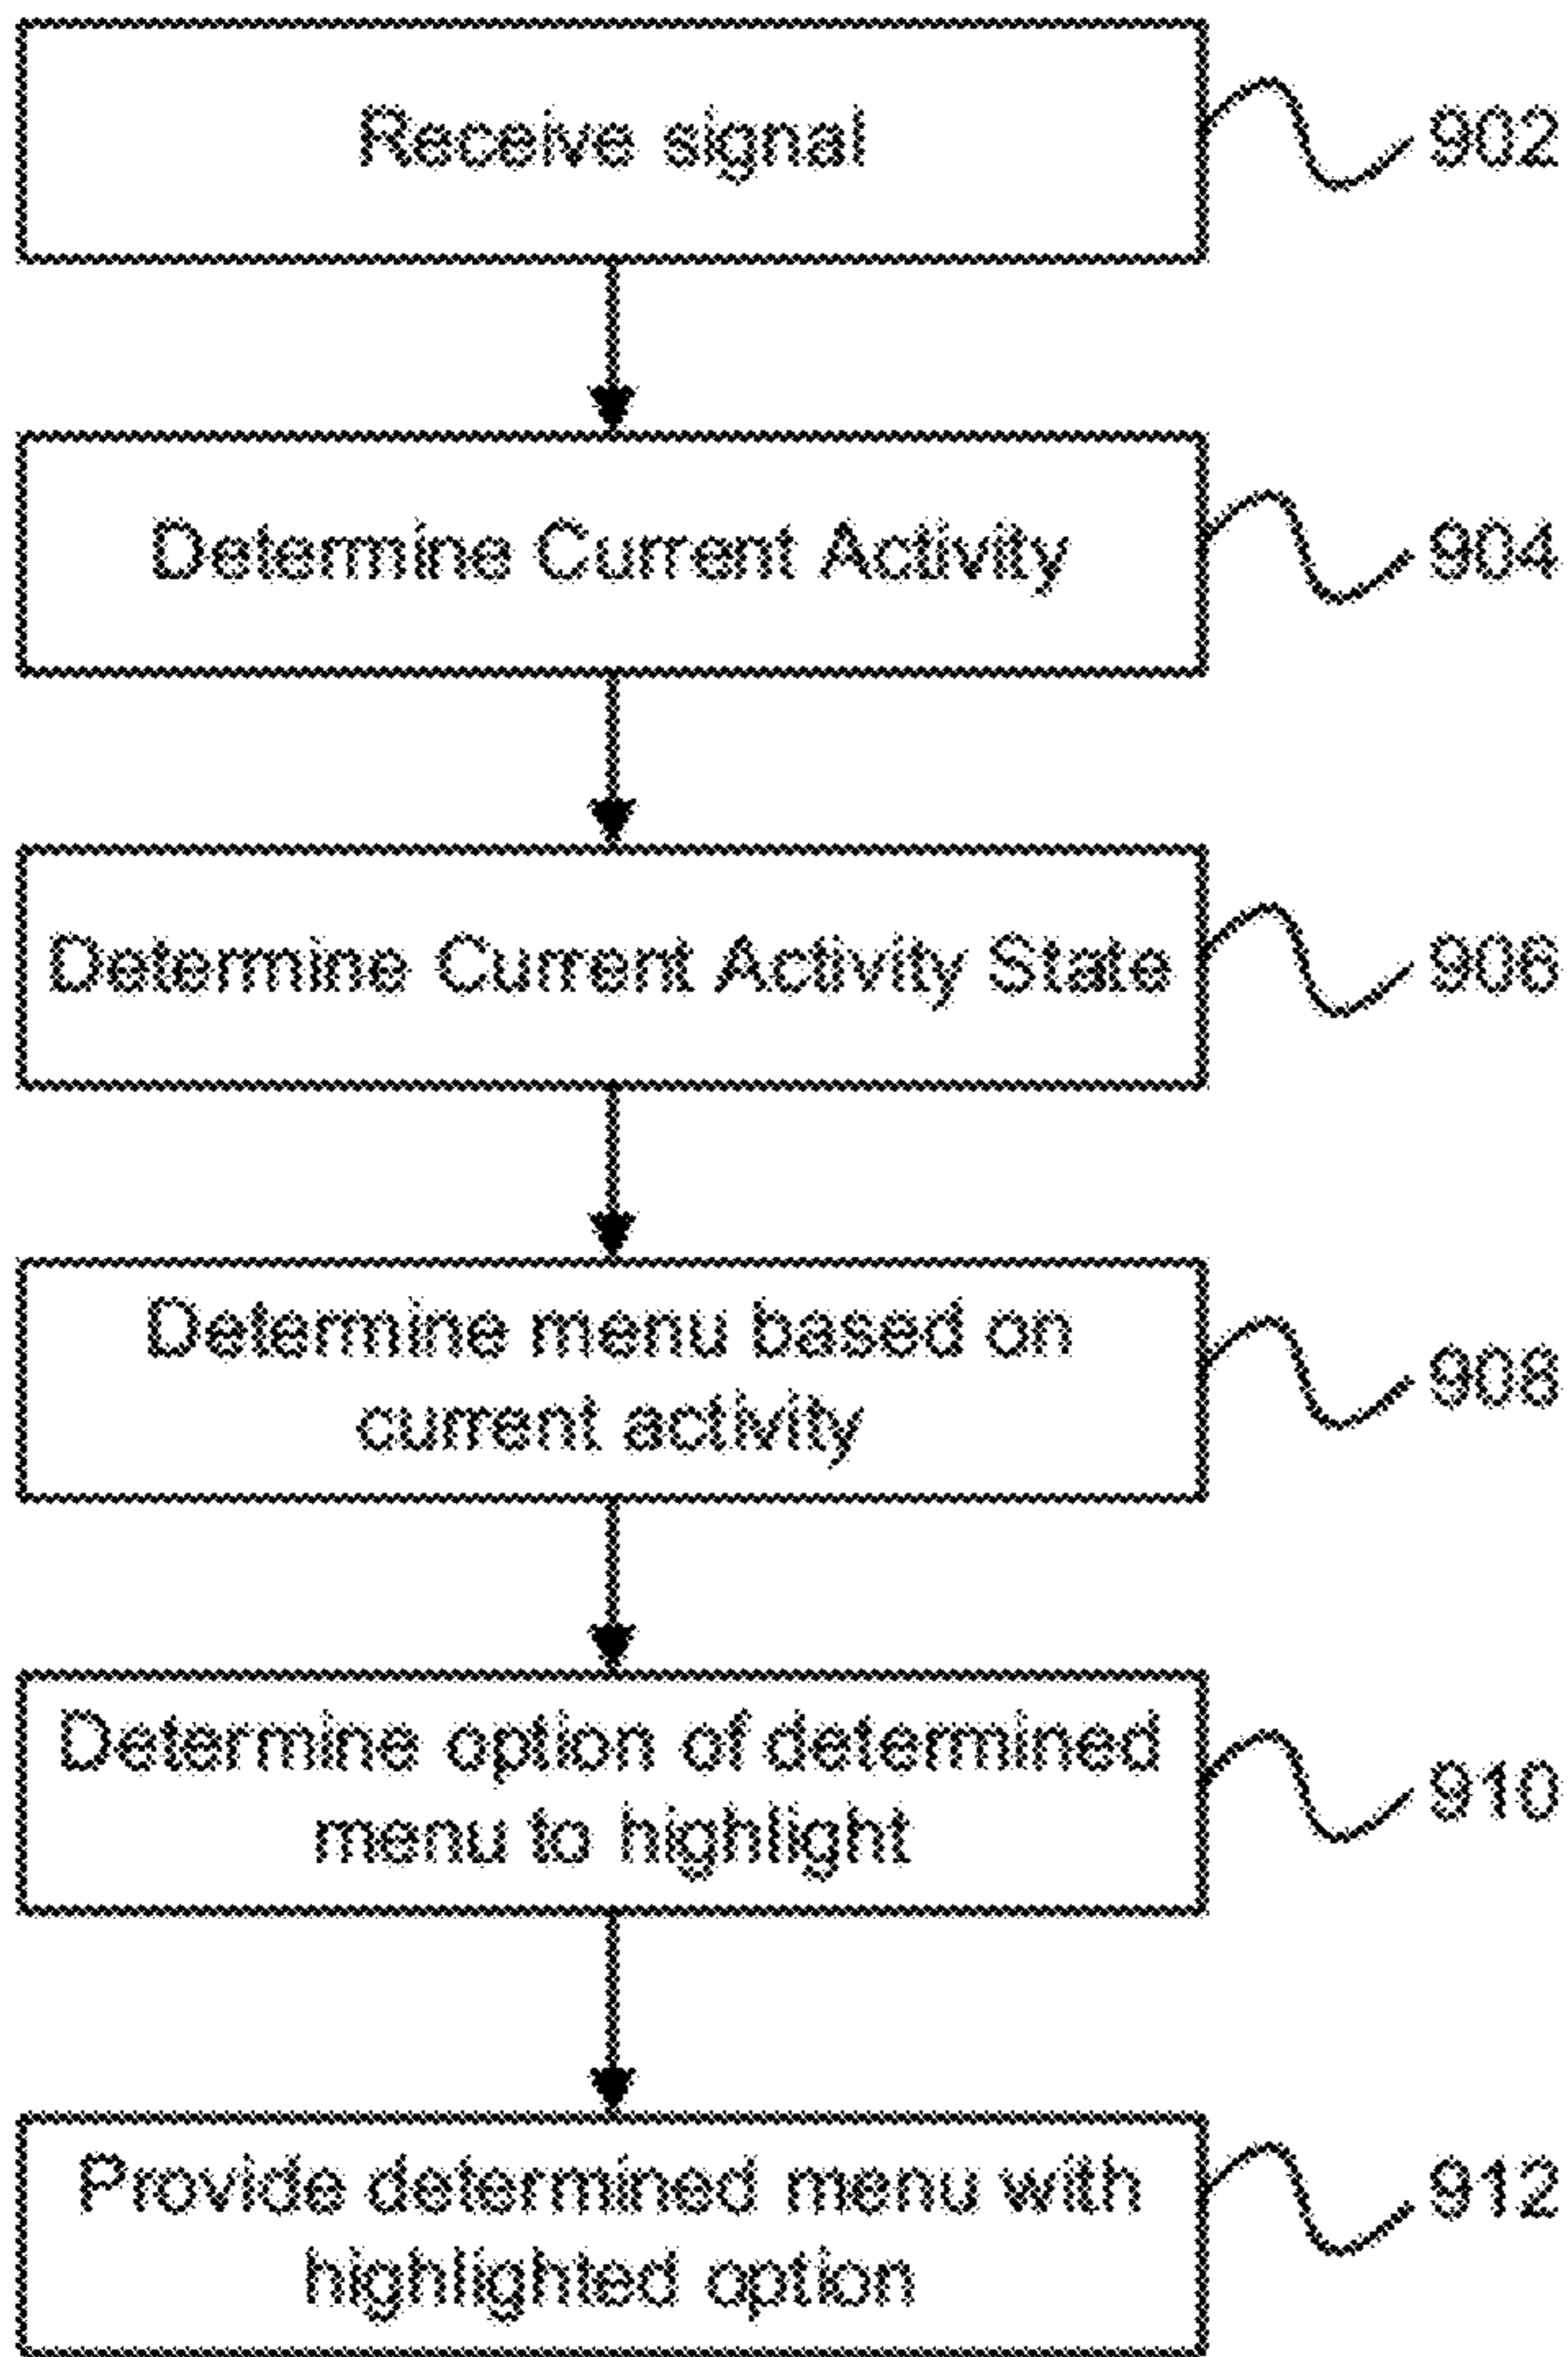 Receive signal
902
Determine Current Activity
904
Determine Current Activity State
906
Determine menu based on
current activity
908
Determine option of determined
menu to highlight
910
Provide determined menu with
highlighted option
912